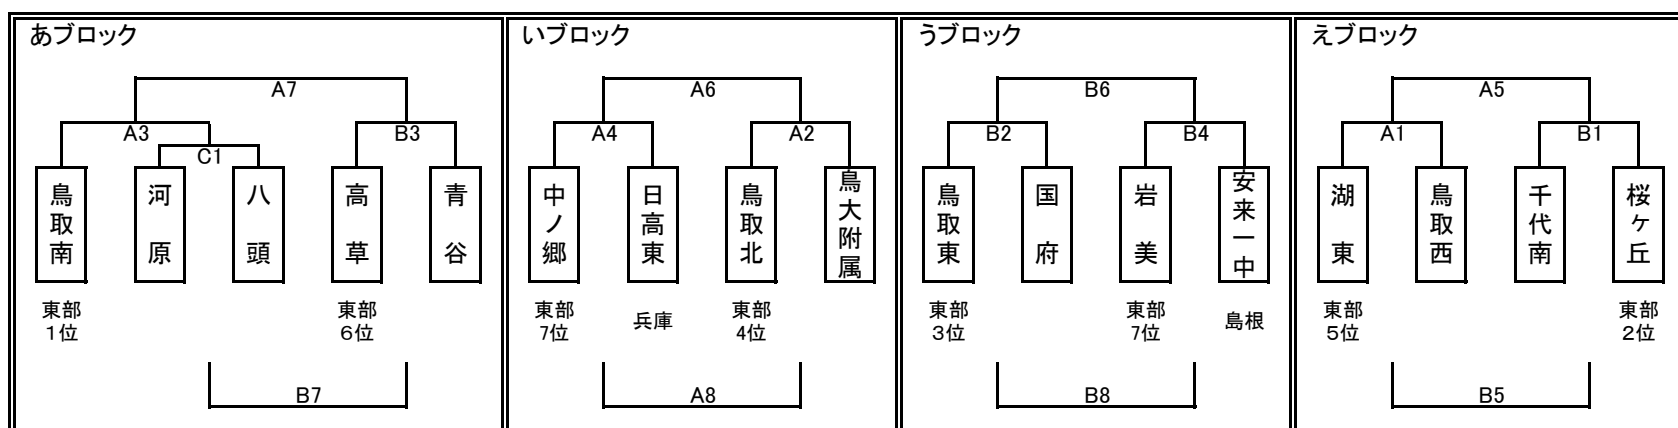 あブロック
A7
A3
B3
C1
鳥取南
河原
八頭
高草
青谷
東部
1位
東部
6位
B7
いブロック
A6
A4
A2
中ノ郷
日高東
鳥取北
鳥大附属
東部
7位
兵庫
東部
4位
A8
うブロック
B6
B2
B4
鳥取東
国府
岩美
安来一中
東部
3位
東部
7位
島根
B8
えブロック
A5
A1
B1
湖東
鳥取西
千代南
桜ヶ丘
東部
5位
東部
2位
B5